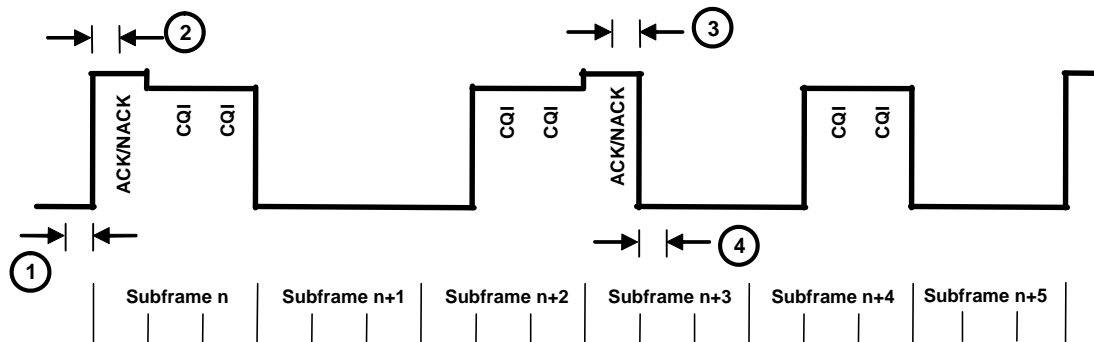 2
3
ACK/NACK
CQI
CQI
CQI
CQI
ACK/NACK
CQI
CQI
1
4
Subframe n
Subframe n+1
Subframe n+2
Subframe n+3
Subframe n+4
Subframe n+5